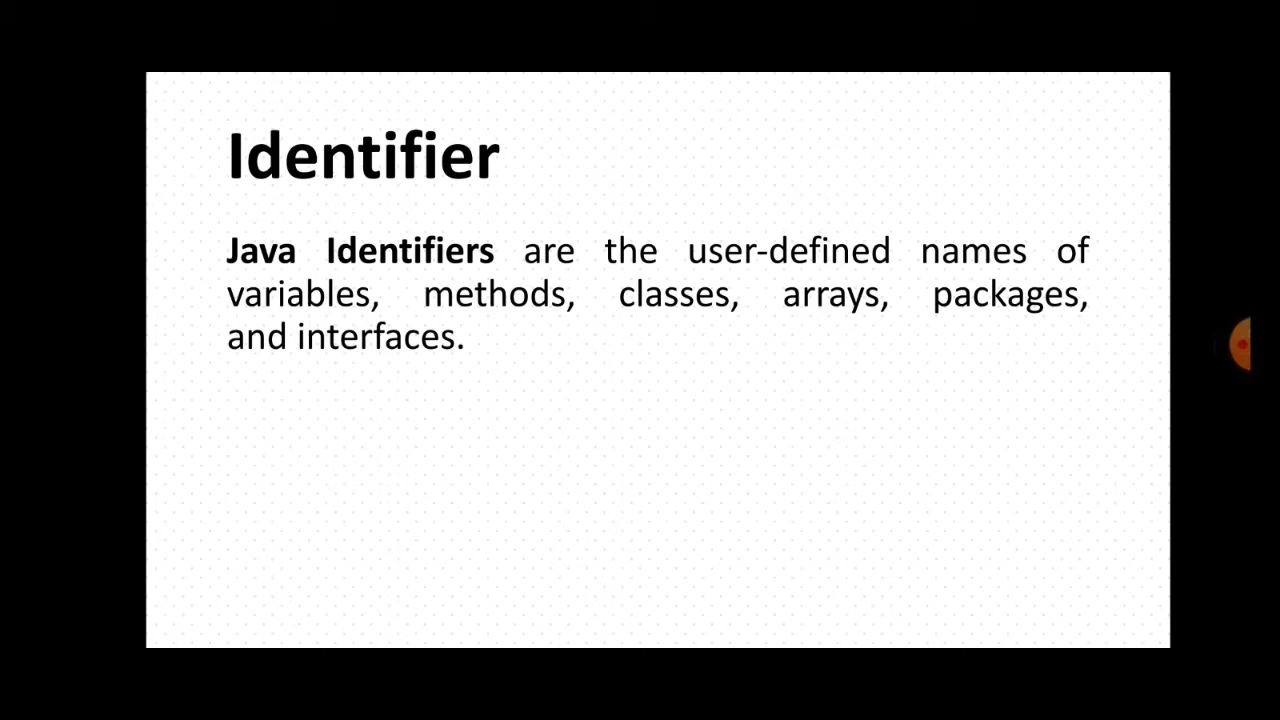 Identifier
Java Identifiers are the user-defined names of
variables, methods, classes, arrays, packages,
and interfaces.